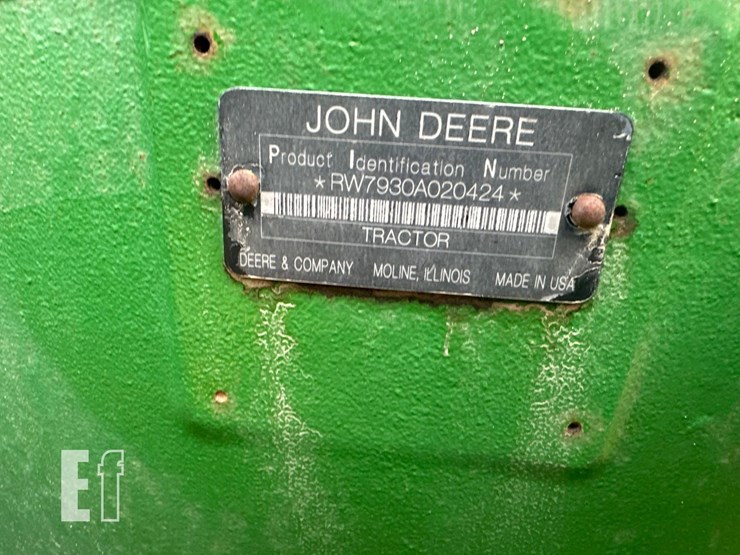 JOHN DEERE
Product Identification Number
*RW7930A020424*
TRACTOR
DEERE & COMPANY MOLINE, ILLINOIS MADE IN USA
Ef